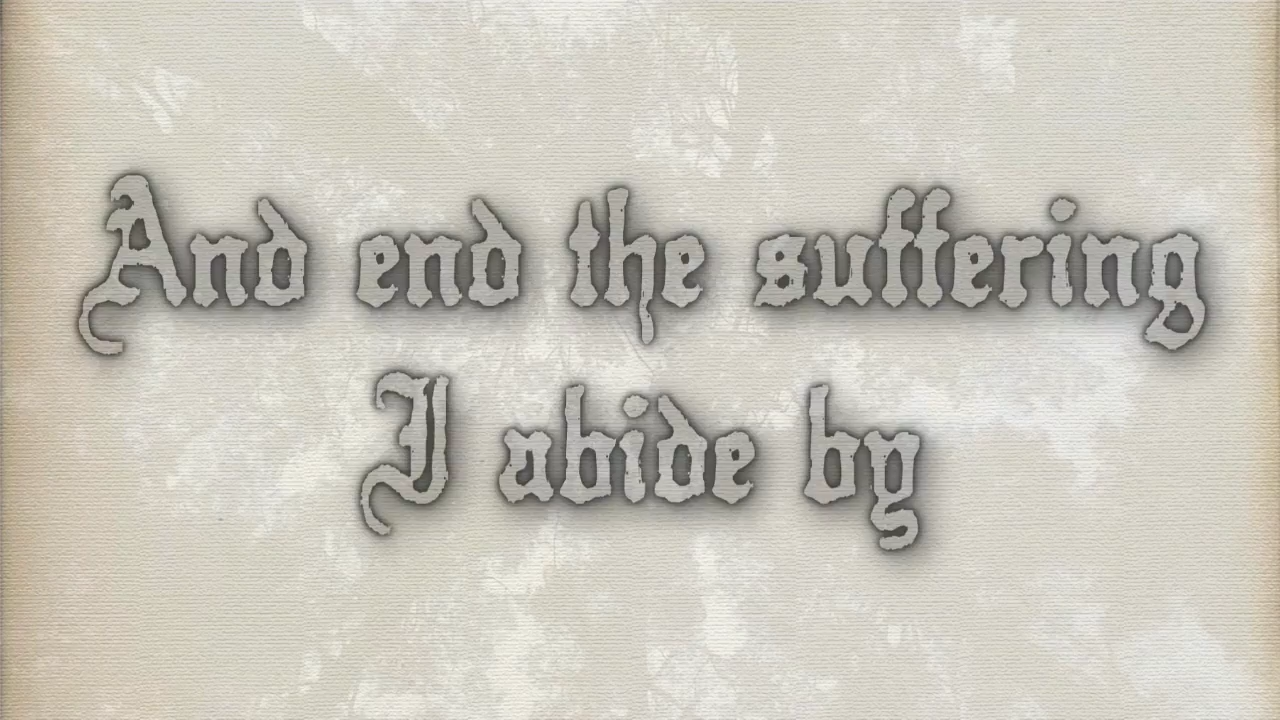 And end the suffering
I abide by